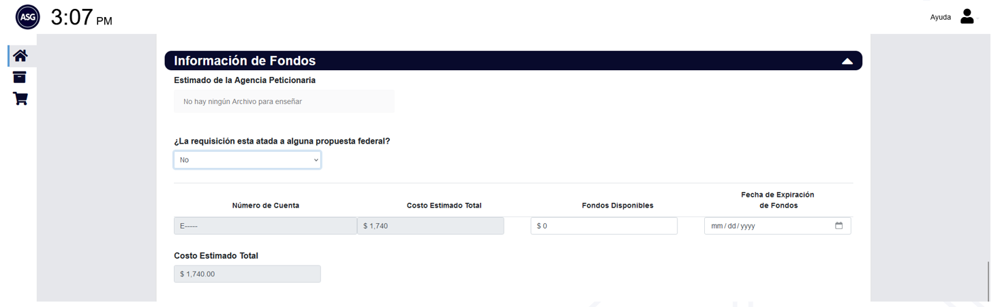 ASG
3:07 PM
Ayuda
Información de Fondos
Estimado de la Agencia Peticionaria
No hay ningún Archivo para enseñar
¿La requisición esta atada a alguna propuesta federal?
No
Número de Cuenta
Costo Estimado Total
Fondos Disponibles
Fecha de Expiración
de Fondos
E-----
$ 1,740
$ 0
mm / dd / yyyy
Costo Estimado Total
$ 1,740.00